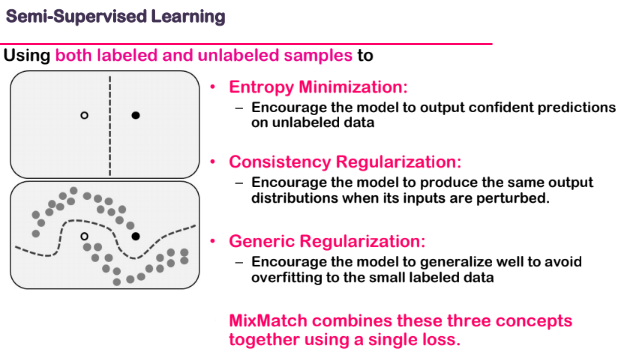 Semi-Supervised Learning
Using both labeled and unlabeled samples to
• Entropy Minimization:
– Encourage the model to output confident predictions
on unlabeled data
• Consistency Regularization:
– Encourage the model to produce the same output
distributions when its inputs are perturbed.
• Generic Regularization:
– Encourage the model to generalize well to avoid
overfitting to the small labeled data
MixMatch combines these three concepts
together using a single loss.